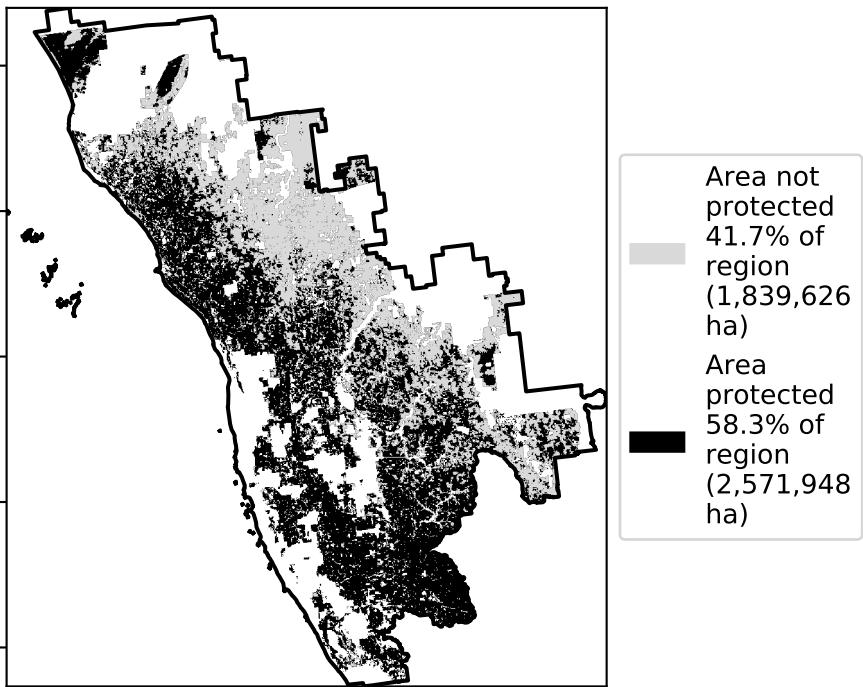 Area not
protected
41.7% of
region
(1,839,626
ha)
Area
protected
58.3% of
region
(2,571,948
ha)